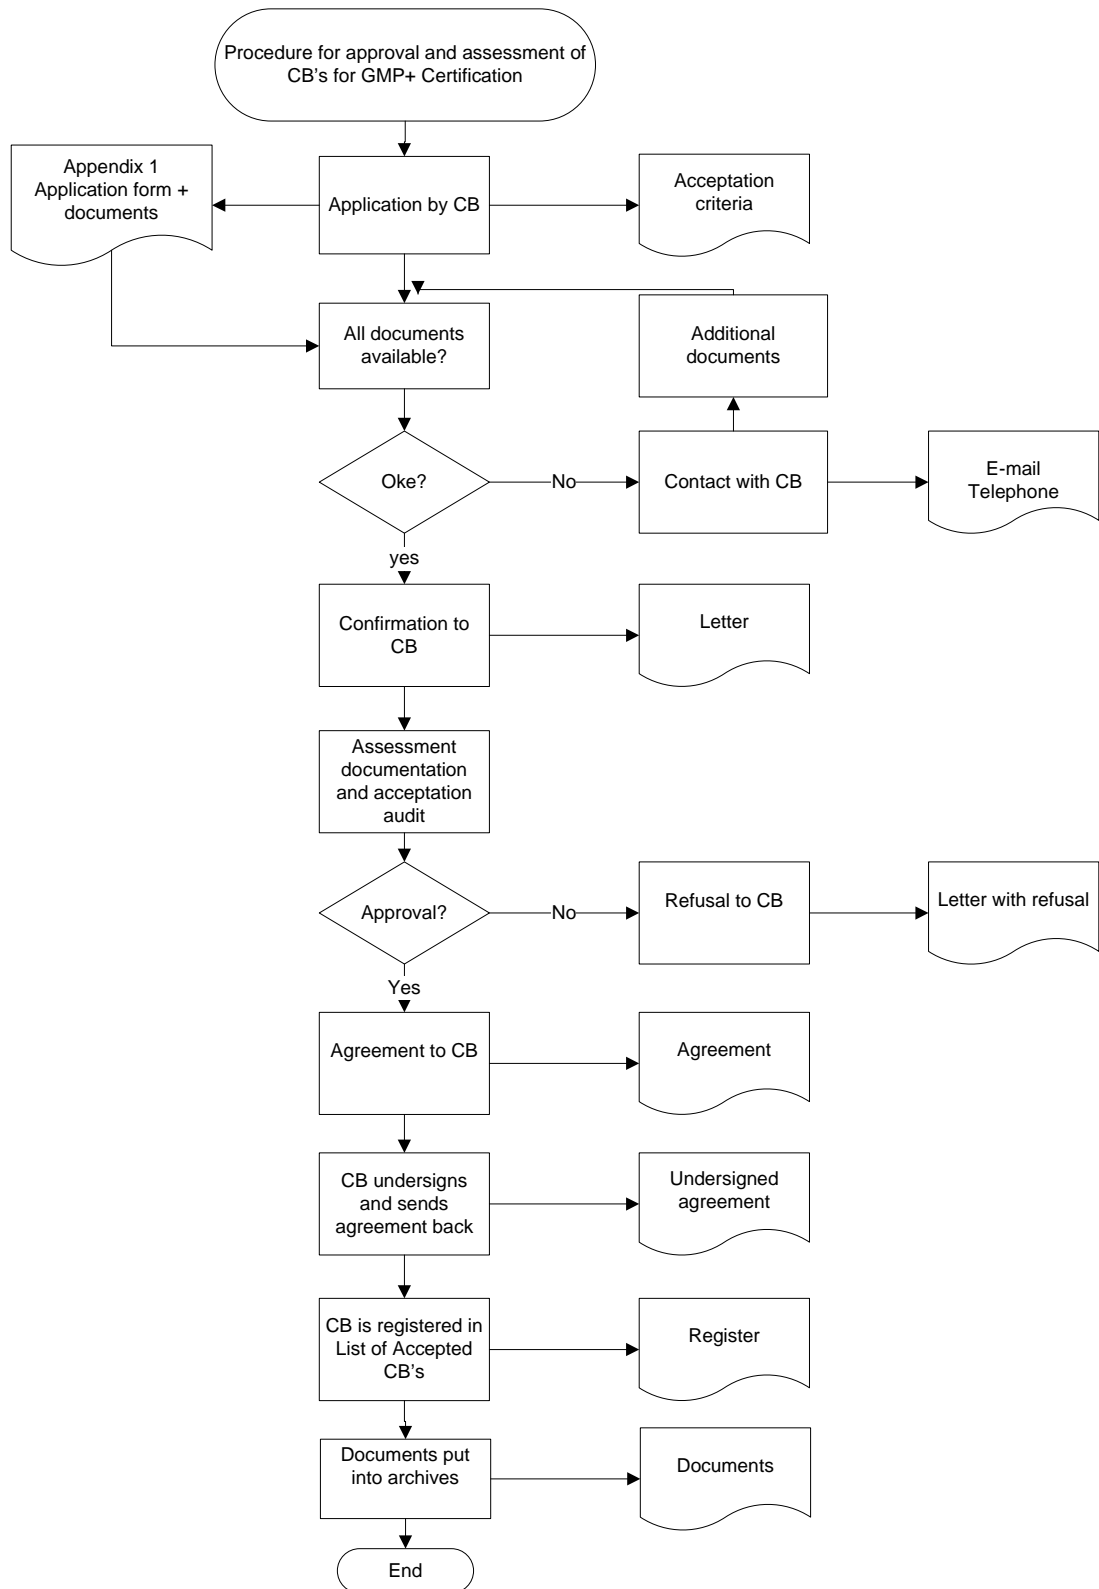 Procedure for approval and assessment of
CB's for GMP+ Certification
Appendix 1
Application form +
documents
Application by CB
Acceptation
criteria
All documents
available?
Additional
documents
Oke?
No
Contact with CB
E-mail
Telephone
yes
Confirmation to
CB
Letter
Assessment
documentation
and acceptation
audit
Approval?
No
Refusal to CB
Letter with refusal
Yes
Agreement to CB
Agreement
CB undersigns
and sends
agreement back
Undersigned
agreement
CB is registered in
List of Accepted
CB's
Register
Documents put
into archives
Documents
End